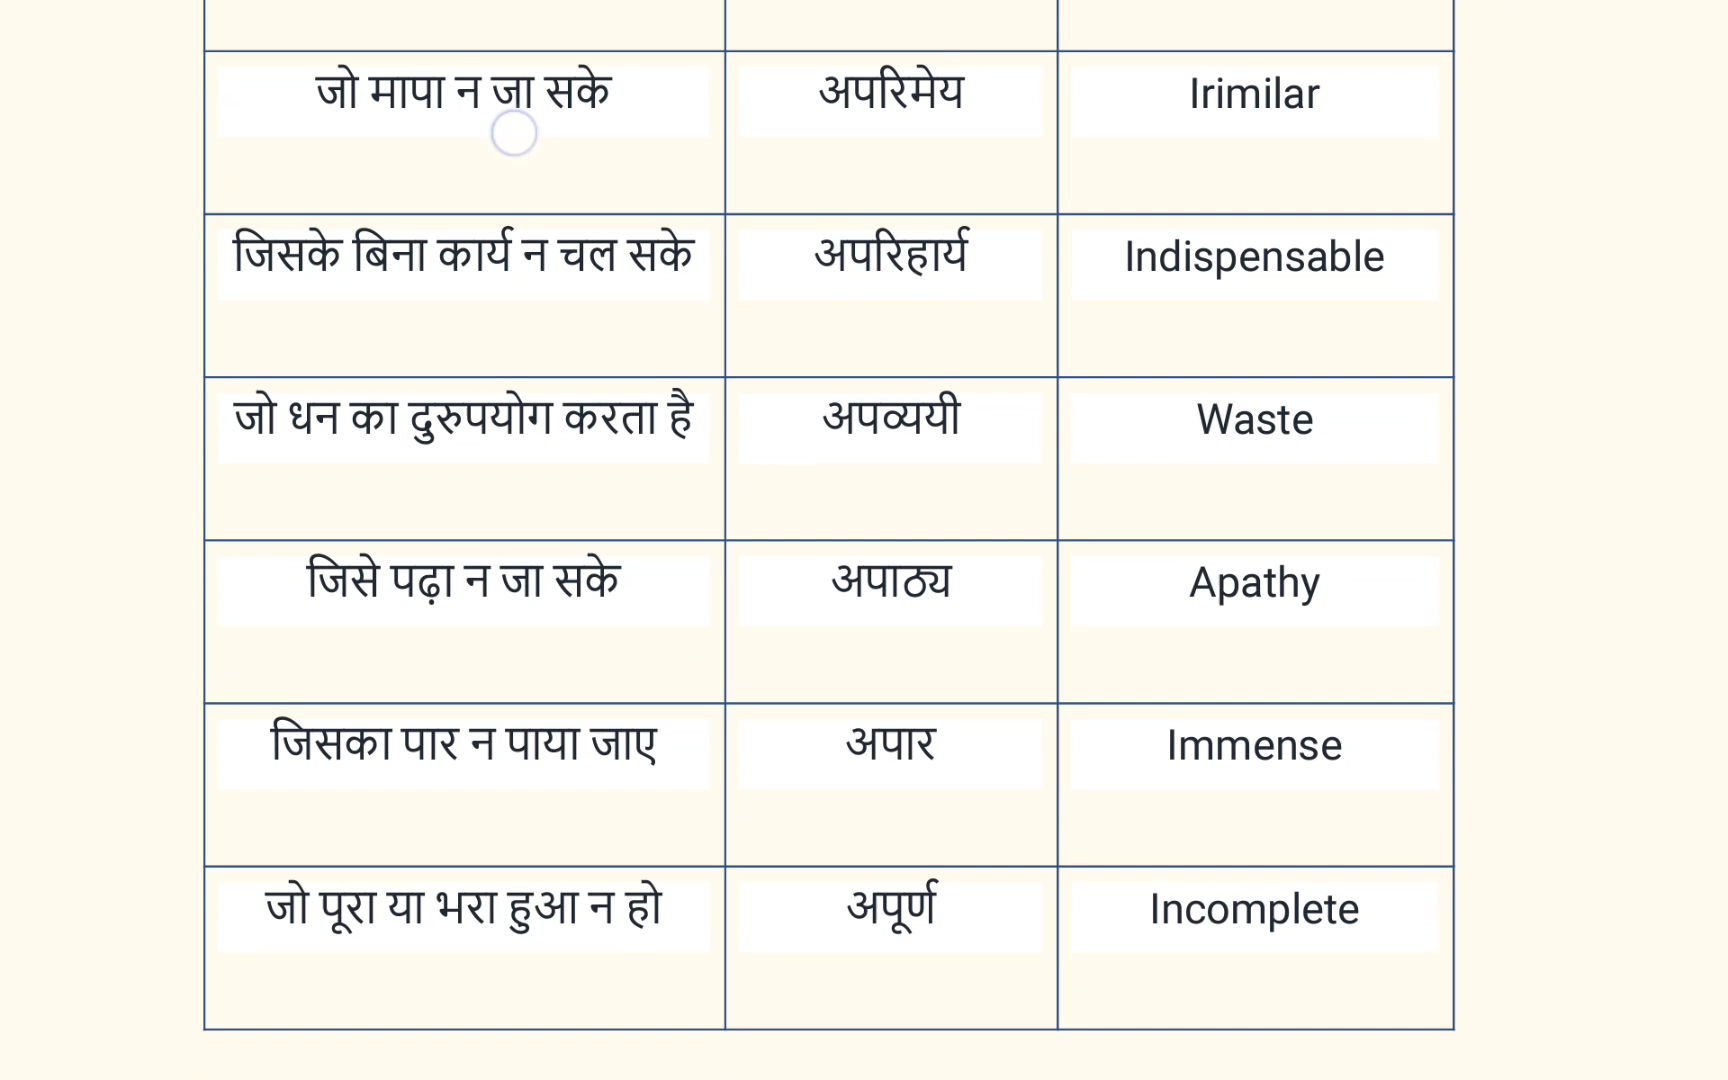 जो मापा न जा सके अपरिमेय Irimilar
जिसके बिना कार्य न चल सके अपरिहार्य Indispensable
जो धन का दुरुपयोग करता है अपव्ययी Waste
जिसे पढ़ा न जा सके अपाठ्य Apathy
जिसका पार न पाया जाए अपार Immense
जो पूरा या भरा हुआ न हो अपूर्ण Incomplete